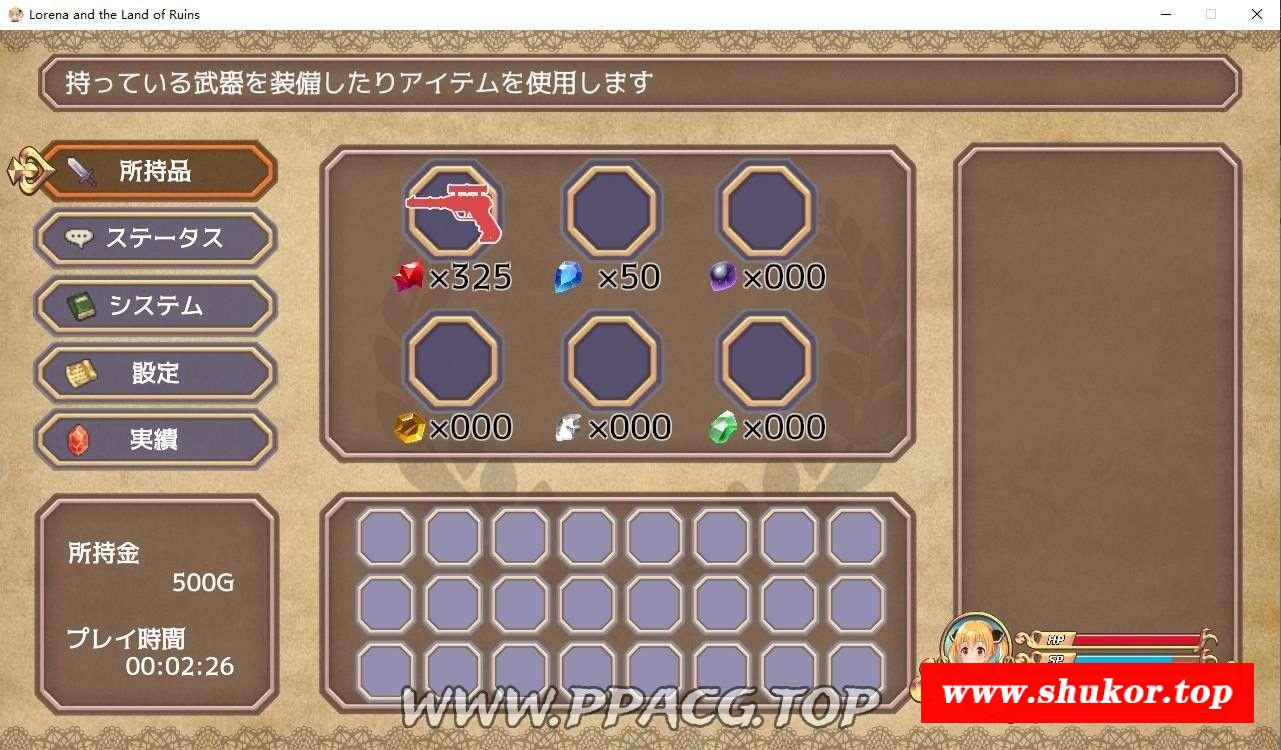 Lorena and the Land of Ruins
持っている武器を装備したりアイテムを使用します
所持品
ステータス
システム
設定
実績
×325
×50
×000
×000
×000
×000
所持金
500G
プレイ時間
00:02:26
HP
SP
WWW.PPACG.TOP
www.shukor.top